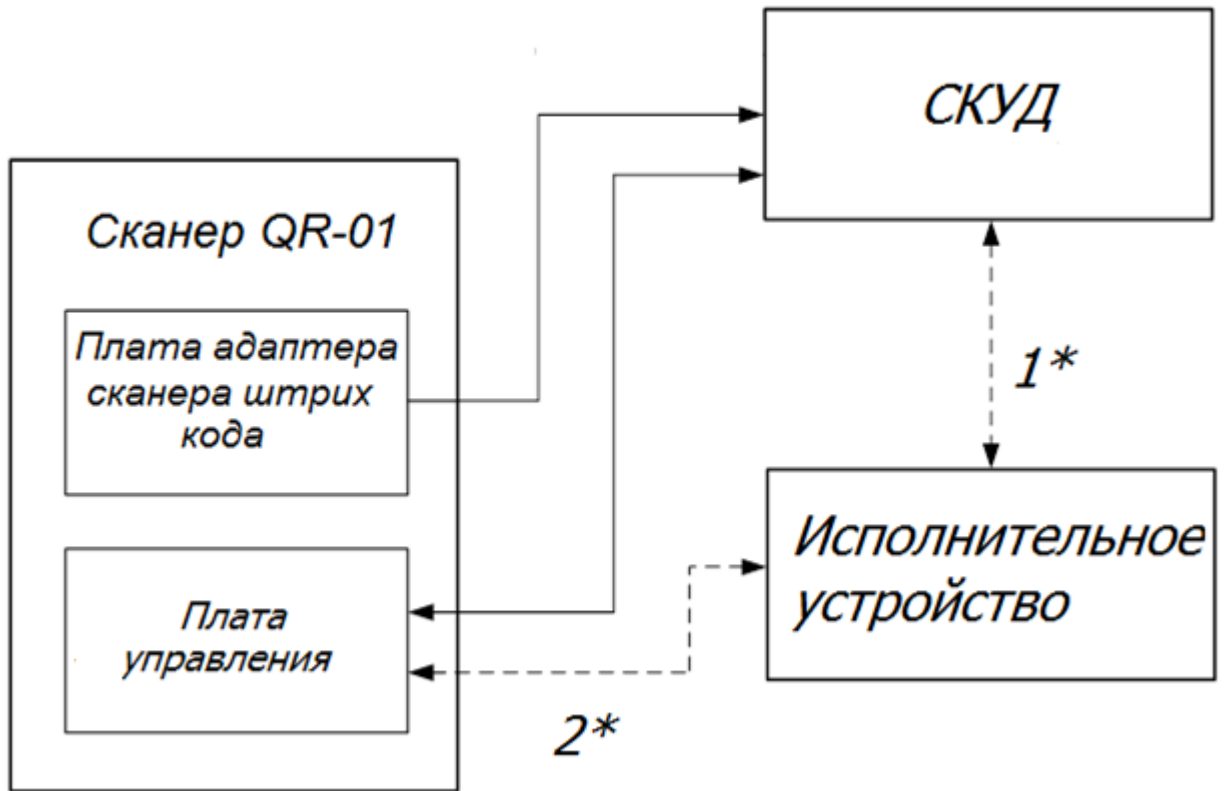 СКУД
Сканер QR-01
Плата адаптера
сканера штрих
кода
1*
Исполнительное
устройство
Плата
управления
2*